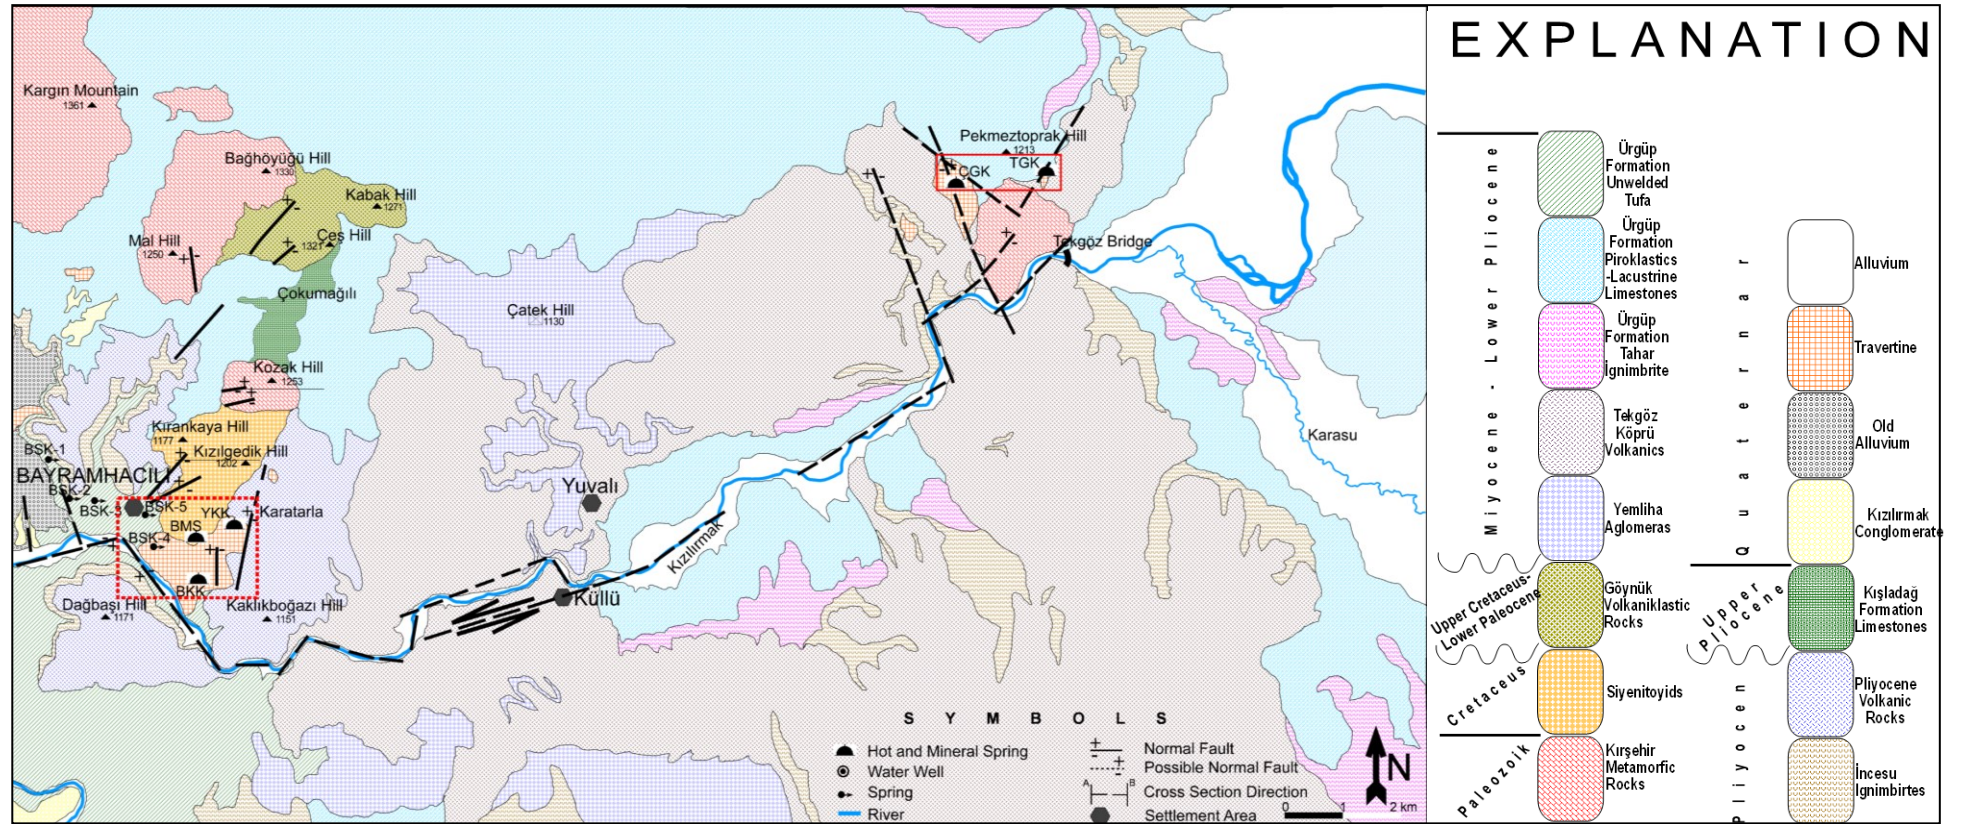 EXPLANATION
Kargın Mountain
1361
Bağhöyüğü Hill
1330
Kabak Hill
1271
Mal Hill
1250
Çeş Hill
1321
Çokumağılı
Çatek Hill
1130
Kozak Hill
1253
Kırankaya Hill
1177
Kızılgedik Hill
1202
BSK-1
BAYRAMHACILI
BSK-2
BSK-3
BSK-5
YKK
Karatarla
BMS
BSK-4
BKK
Dağbaşı Hill
1171
Kaklıkboğazı Hill
1151
Yuvalı
Küllü
Kızılırmak
Pekmeztoprak Hill
1213
TGK
ÇGK
Tekgöz Bridge
Karasu
SYMBOLS
Hot and Mineral Spring
Water Well
Spring
River
Normal Fault
Possible Normal Fault
A B
Cross Section Direction
Settlement Area
N
0 1 2 km
Miyocene - Lower Pliocene
Ürgüp
Formation
Unwelded
Tufa
Ürgüp
Formation
Piroklastics
-Lacustrine
Limestones
Ürgüp
Formation
Tahar
İgnimbrite
Tekgöz
Köprü
Volkanics
Yemliha
Aglomeras
Upper Cretaceus-
Lower Paleocene
Göynük
Volkaniklastic
Rocks
Cretaceus
Siyenitoyids
Paleozoik
Kırşehir
Metamorfic
Rocks
Quaternar
Alluvium
Travertine
Old
Alluvium
Kızılırmak
Conglomerate
Upper
Pliocene
Kışladağ
Formation
Limestones
Pliyocen
Pliyocene
Volkanic
Rocks
İncesu
Ignimbirtes